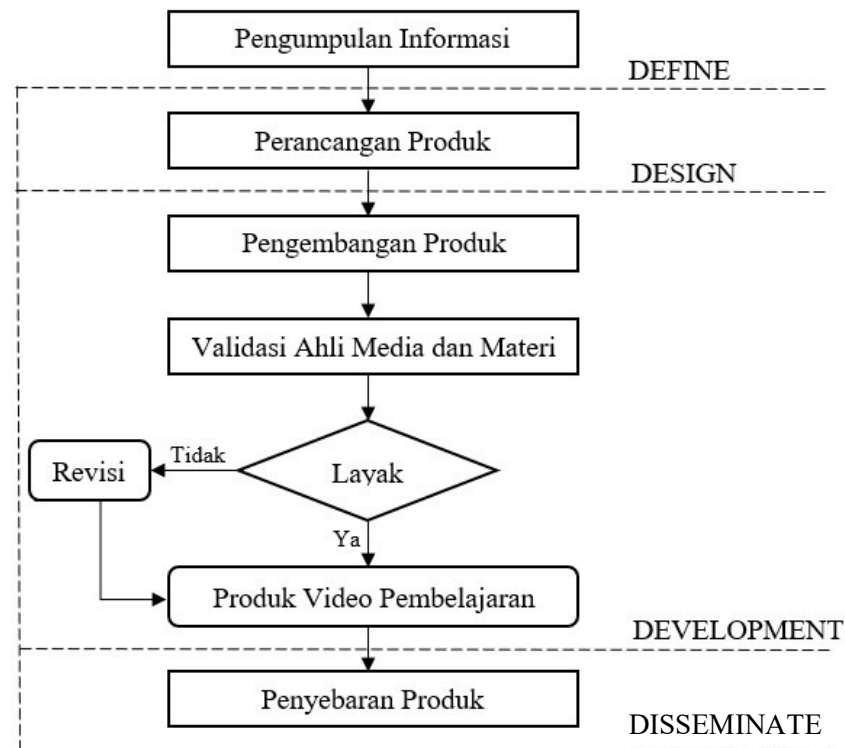 Pengumpulan Informasi
DEFINE
Perancangan Produk
DESIGN
Pengembangan Produk
Validasi Ahli Media dan Materi
Tidak
Revisi
Layak
Ya
Produk Video Pembelajaran
DEVELOPMENT
Penyebaran Produk
DISSEMINATE